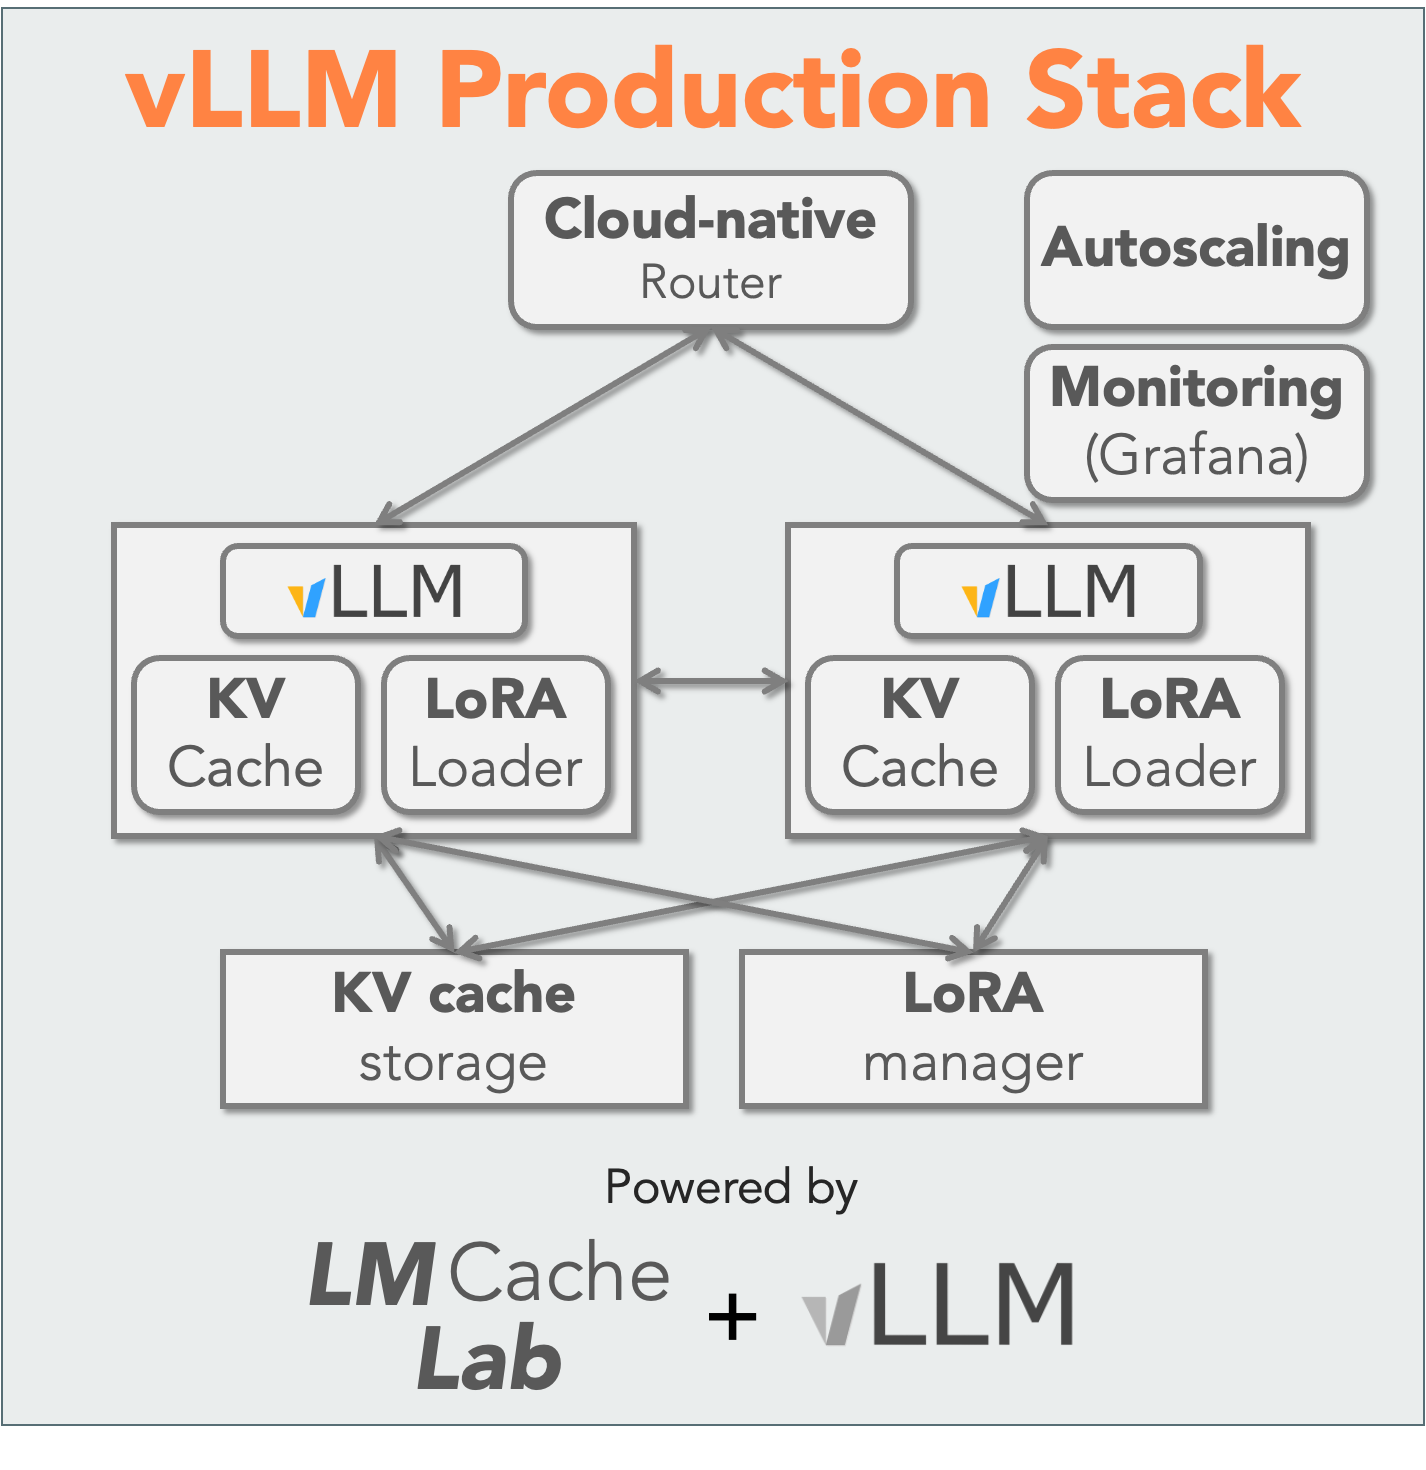 vLLM Production Stack
Cloud-native
Router
Autoscaling
Monitoring
(Grafana)
vLLM
KV
Cache
LoRA
Loader
vLLM
KV
Cache
LoRA
Loader
KV cache
storage
LoRA
manager
Powered by
LMCache
Lab
+
vLLM